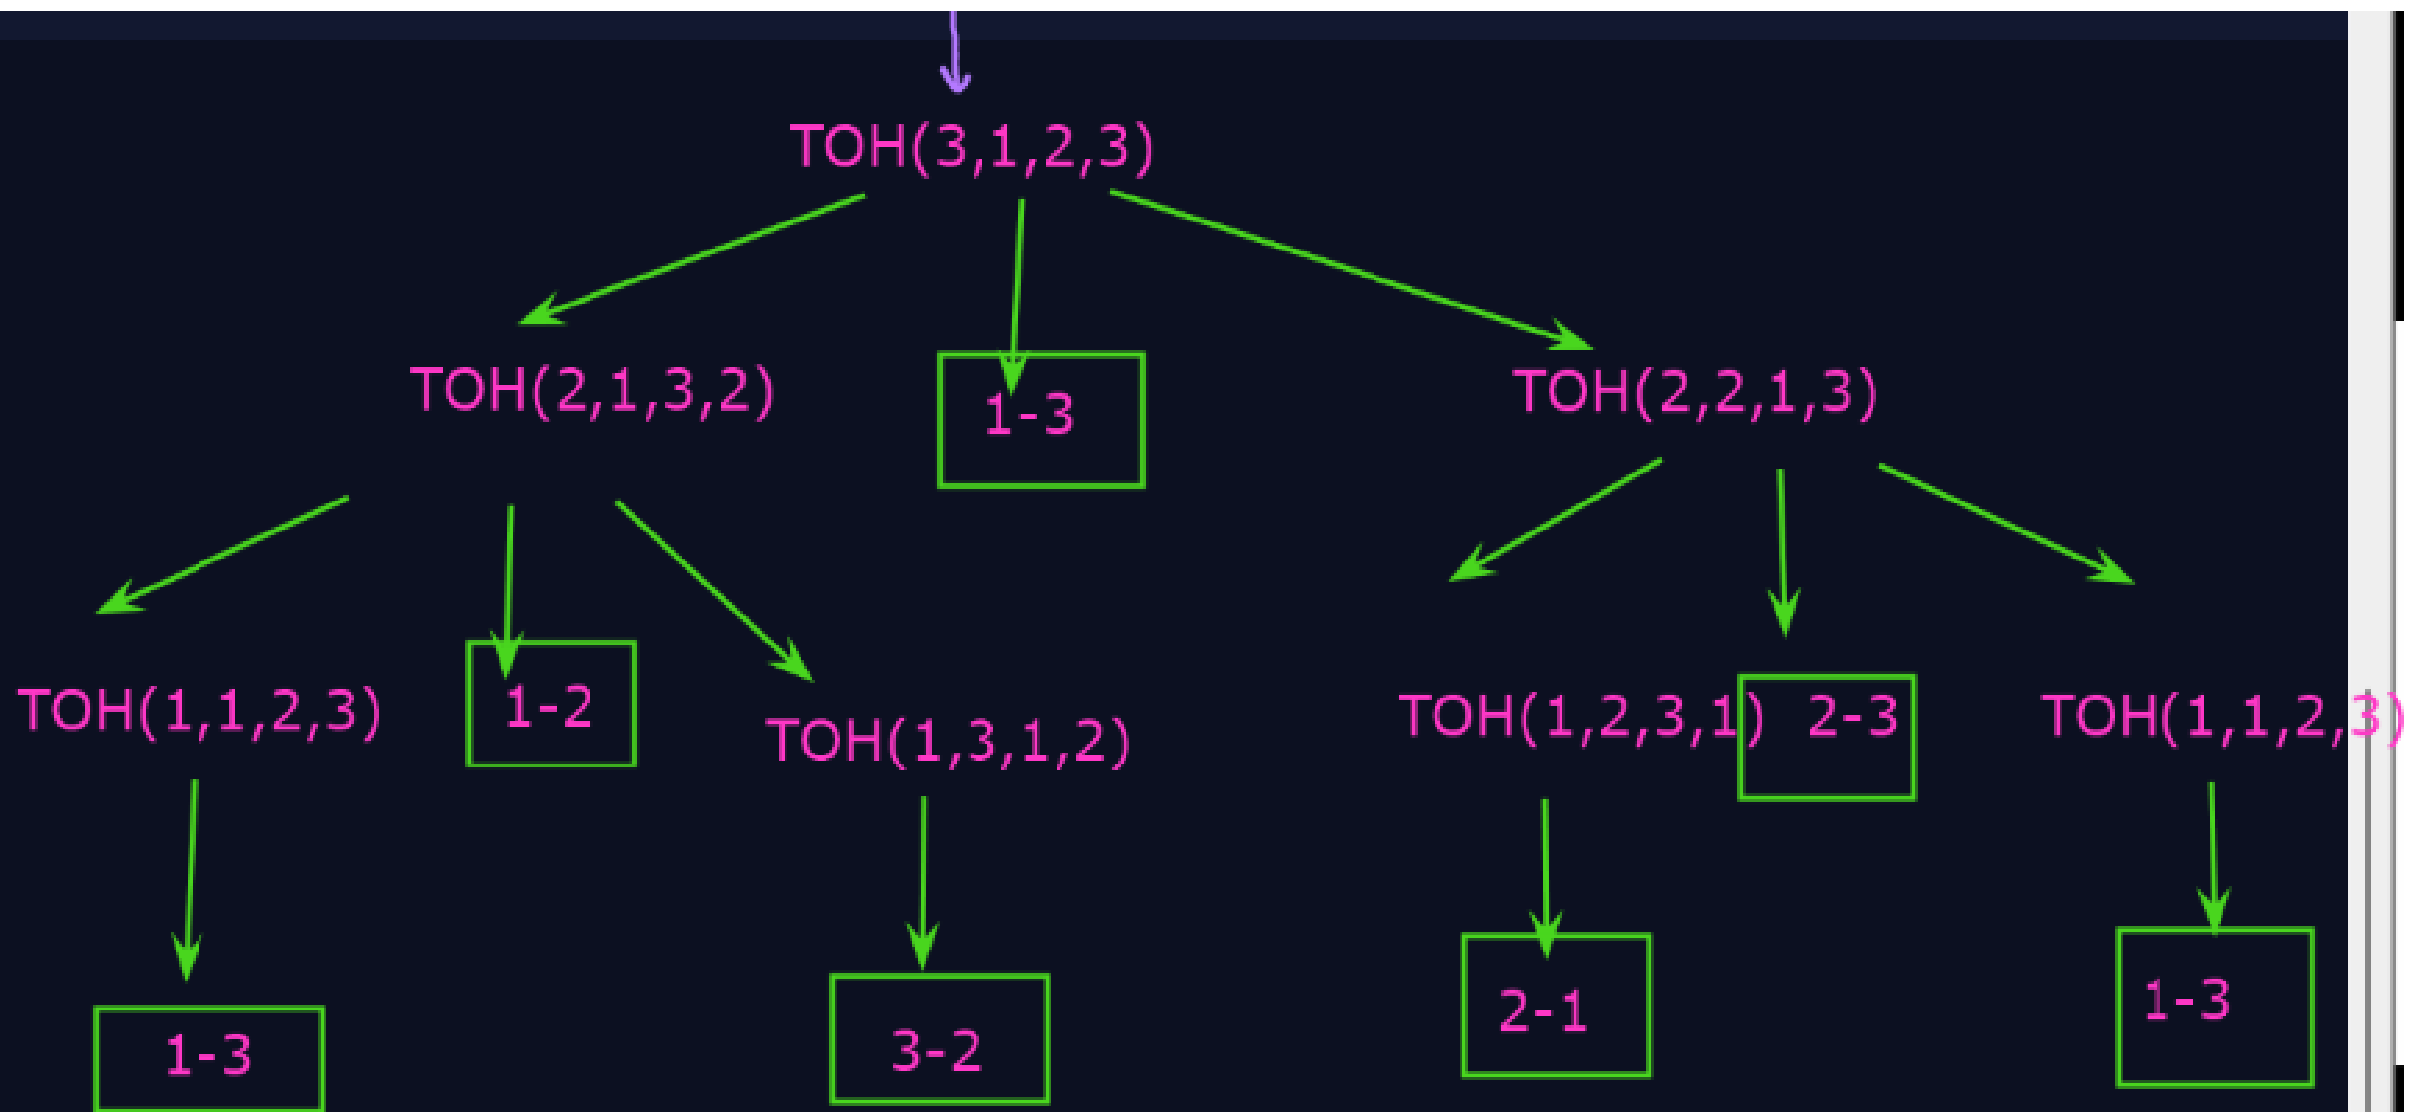 TOH(3,1,2,3)
TOH(2,1,3,2)
1-3
TOH(2,2,1,3)
TOH(1,1,2,3)
1-2
TOH(1,3,1,2)
TOH(1,2,3,1)
2-3
TOH(1,1,2,3)
1-3
3-2
2-1
1-3